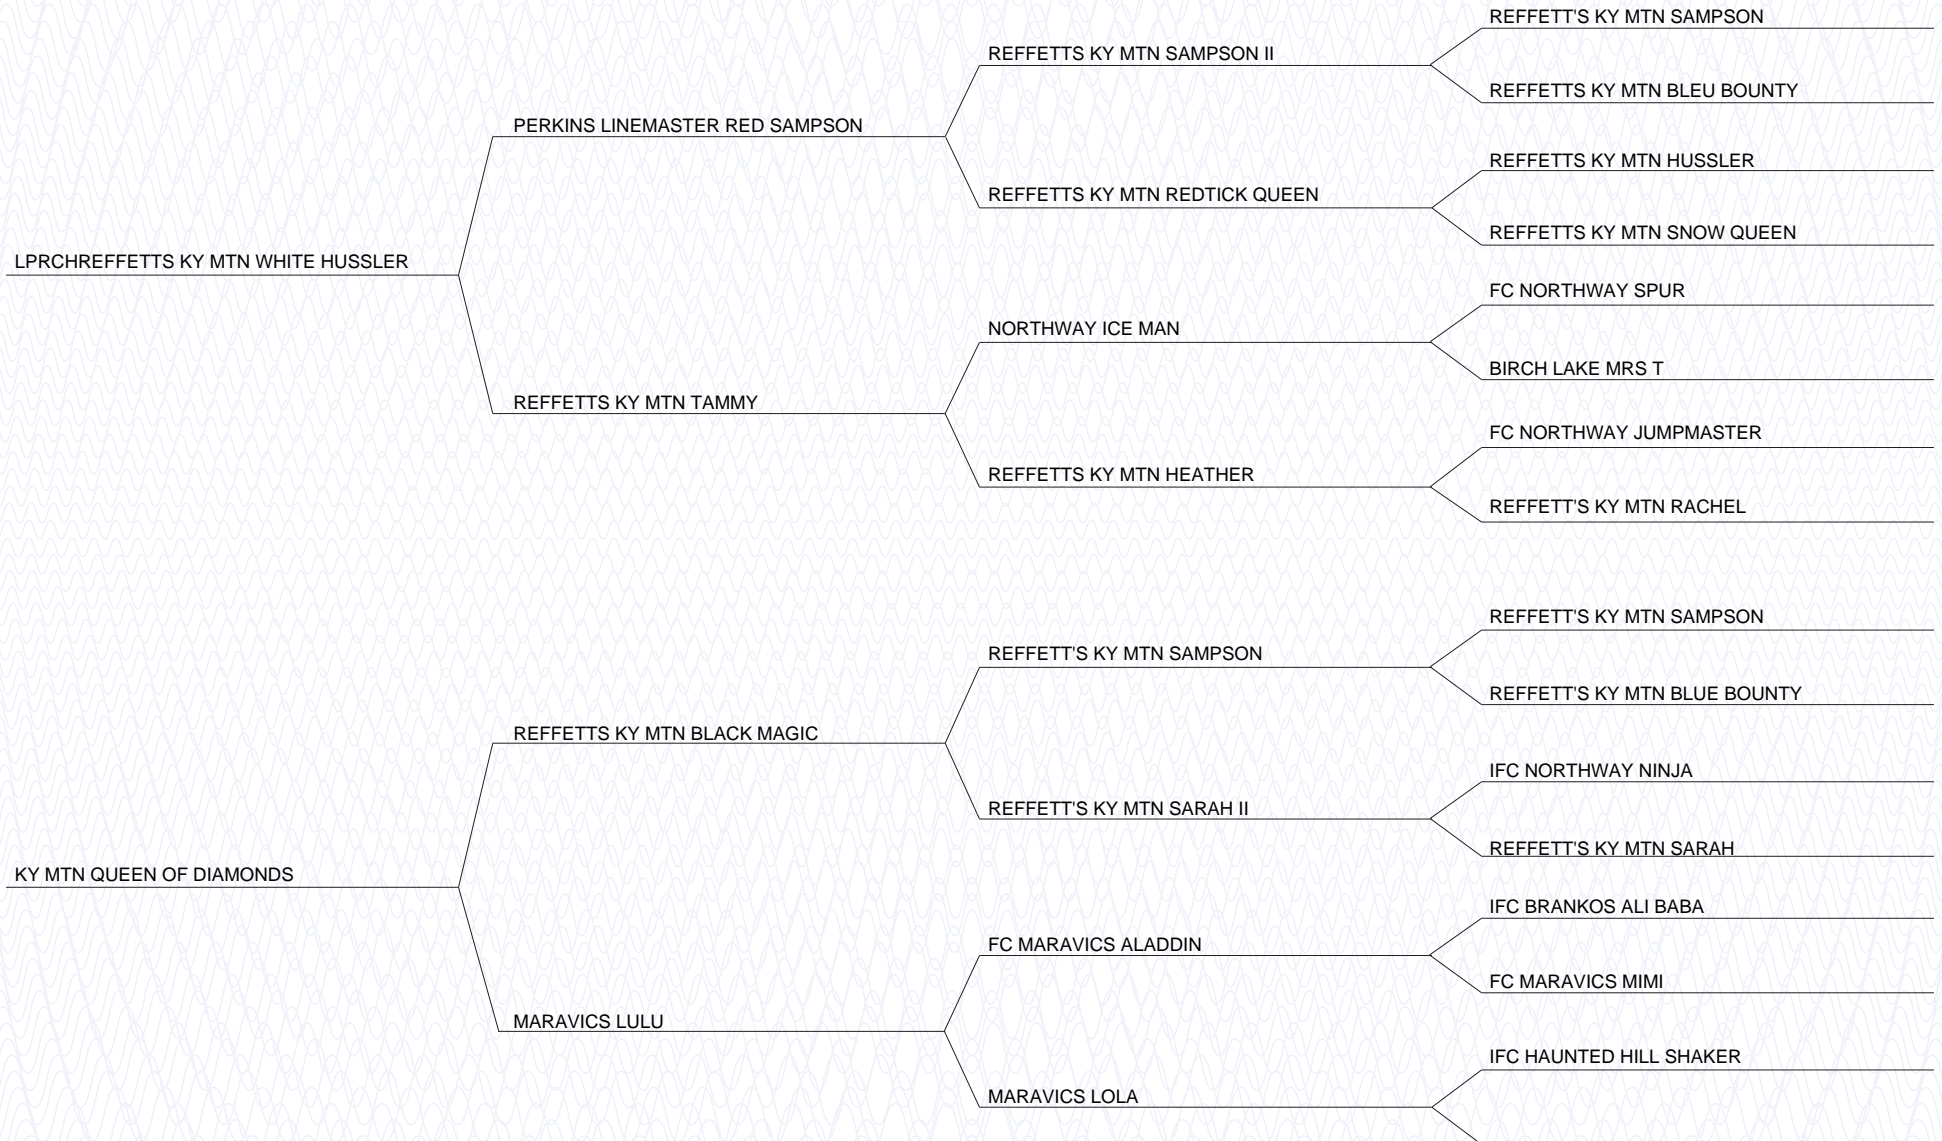 REFFETT'S KY MTN SAMPSON
REFFETTS KY MTN SAMPSON II
REFFETTS KY MTN BLEU BOUNTY
PERKINS LINEMASTER RED SAMPSON
REFFETTS KY MTN HUSSLER
REFFETTS KY MTN REDTICK QUEEN
REFFETTS KY MTN SNOW QUEEN
LPRCHREFFETTS KY MTN WHITE HUSSLER
FC NORTHWAY SPUR
NORTHWAY ICE MAN
BIRCH LAKE MRS T
REFFETTS KY MTN TAMMY
FC NORTHWAY JUMPMASTER
REFFETTS KY MTN HEATHER
REFFETT'S KY MTN RACHEL
REFFETT'S KY MTN SAMPSON
REFFETT'S KY MTN SAMPSON
REFFETT'S KY MTN BLUE BOUNTY
REFFETTS KY MTN BLACK MAGIC
IFC NORTHWAY NINJA
REFFETT'S KY MTN SARAH II
REFFETT'S KY MTN SARAH
KY MTN QUEEN OF DIAMONDS
IFC BRANKOS ALI BABA
FC MARAVICS ALADDIN
FC MARAVICS MIMI
MARAVICS LULU
IFC HAUNTED HILL SHAKER
MARAVICS LOLA